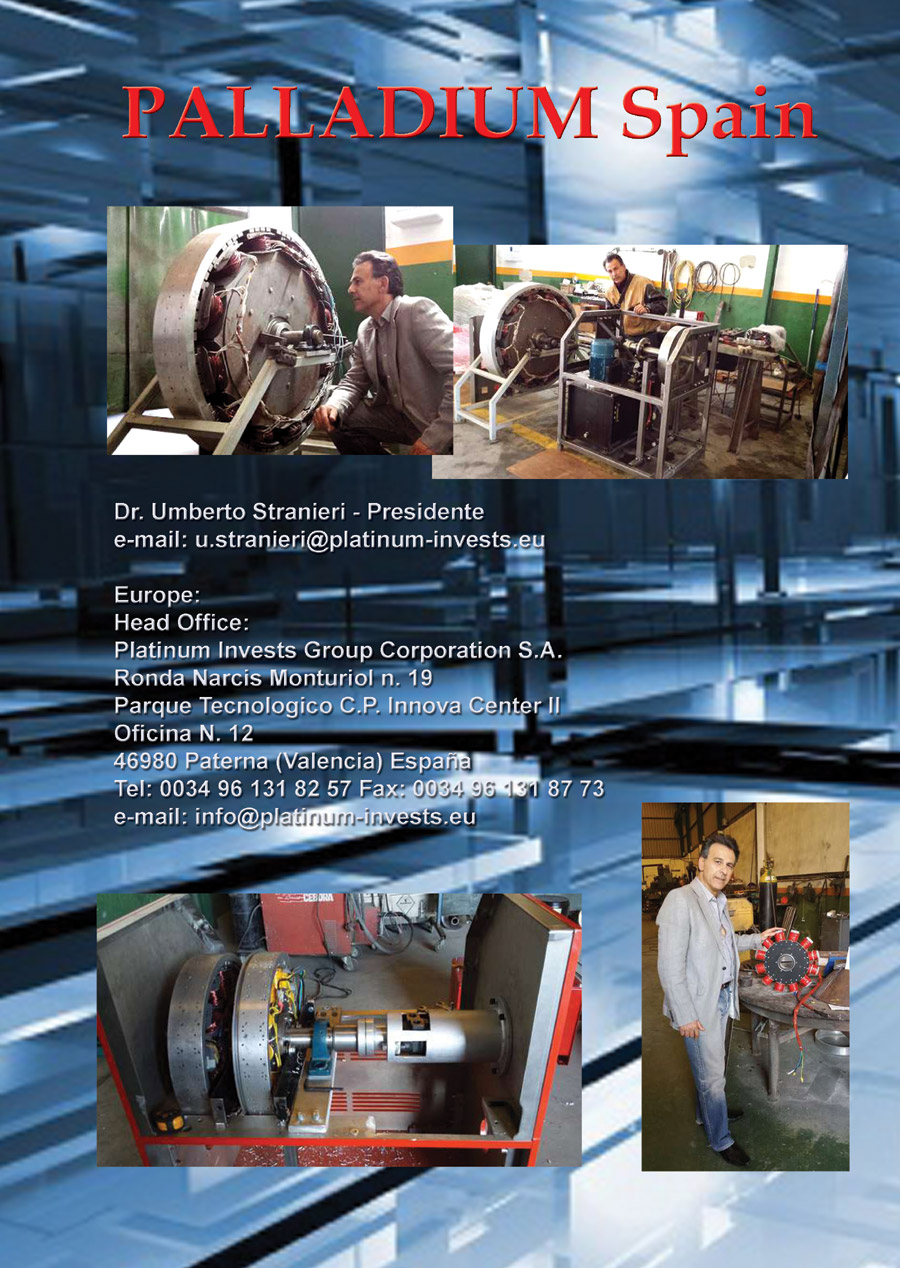 PALLADIUM Spain
Dr. Umberto Stranieri - Presidente
e-mail: u.stranieri@platinum-invests.eu
Europe:
Head Office:
Platinum Invests Group Corporation S.A.
Ronda Narcis Monturiol n. 19
Parque Tecnologico C.P. Innova Center II
Oficina N. 12
46980 Paterna (Valencia) España
Tel: 0034 96 131 82 57 Fax: 0034 96 131 87 73
e-mail: info@platinum-invests.eu
CEBORA